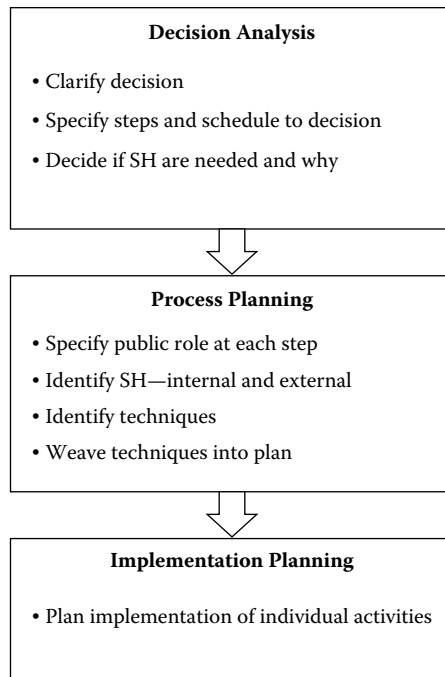 Decision Analysis
• Clarify decision
• Specify steps and schedule to decision
• Decide if SH are needed and why
Process Planning
• Specify public role at each step
• Identify SH—internal and external
• Identify techniques
• Weave techniques into plan
Implementation Planning
• Plan implementation of individual activities